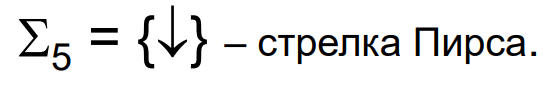 Σ₅ = {↓} – стрелка Пирса.